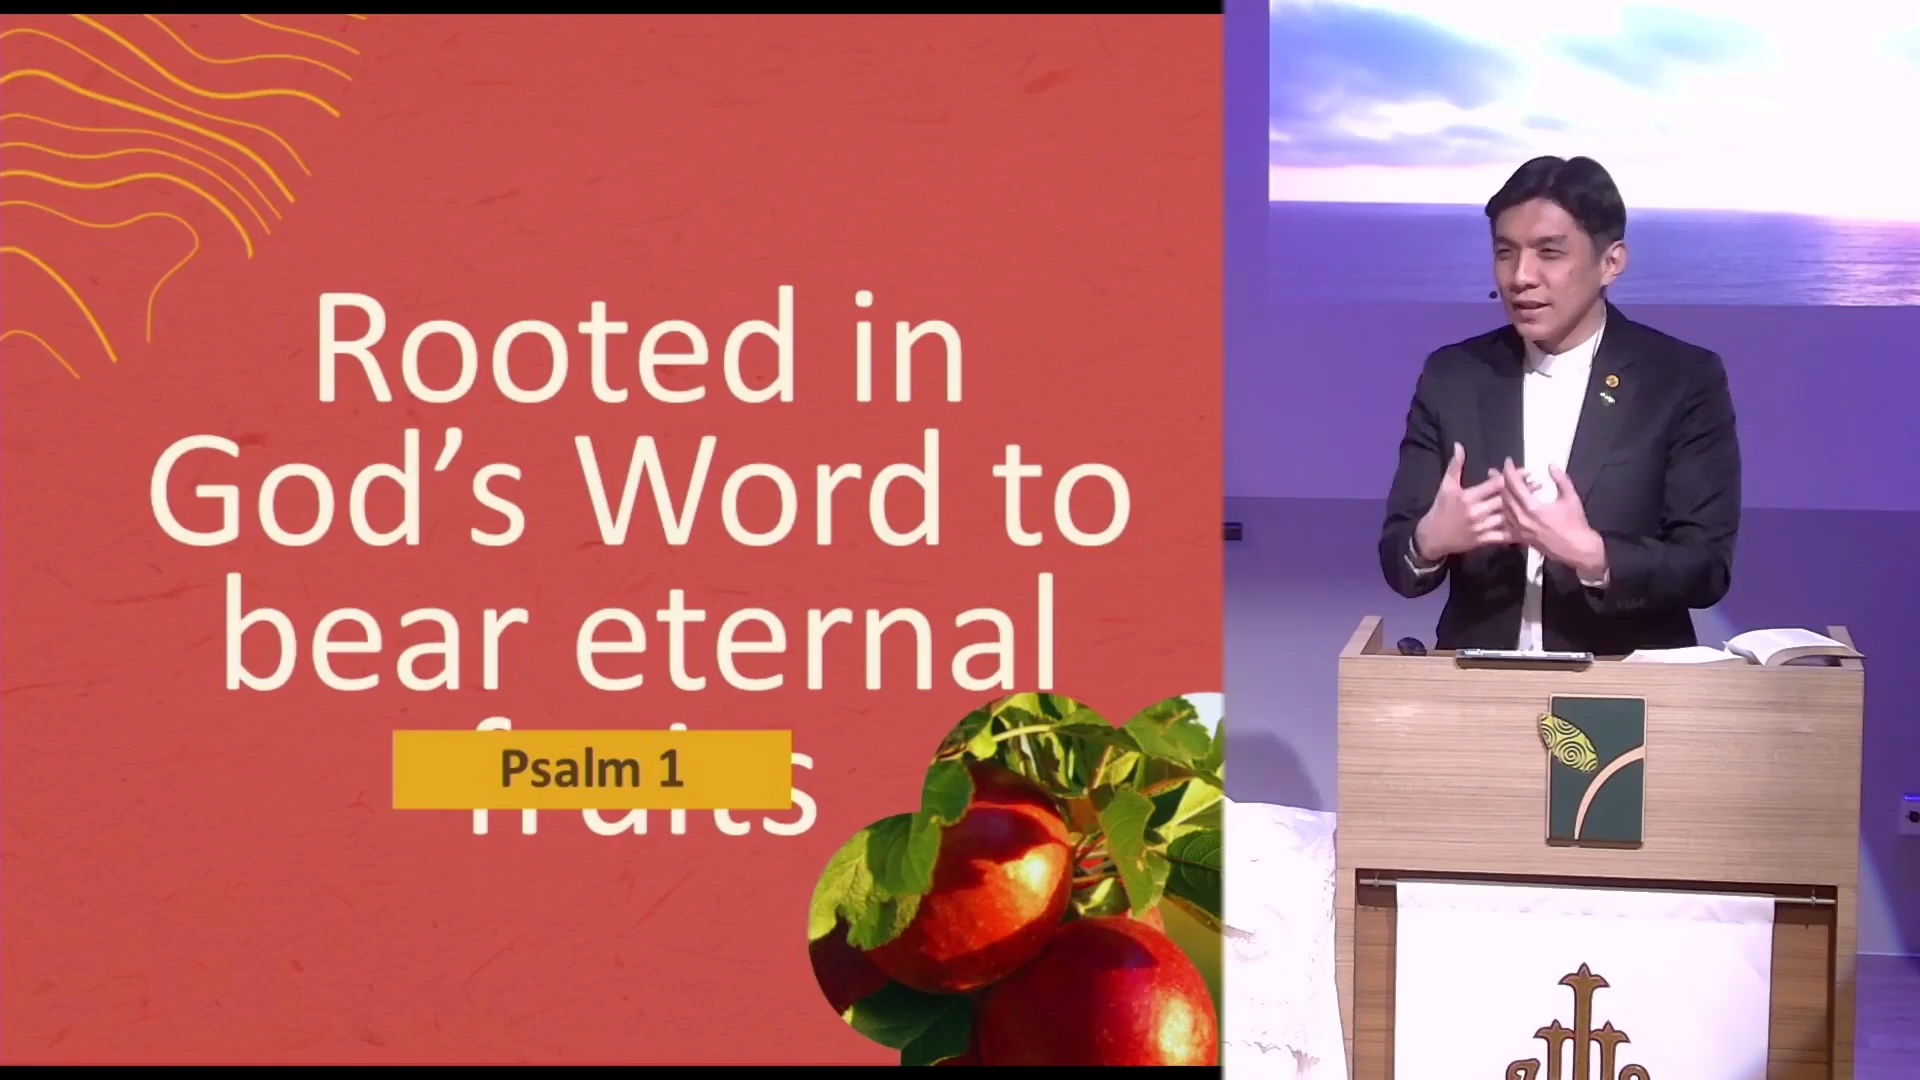 Rooted in
God’s Word to
bear eternal
fruits
Psalm 1